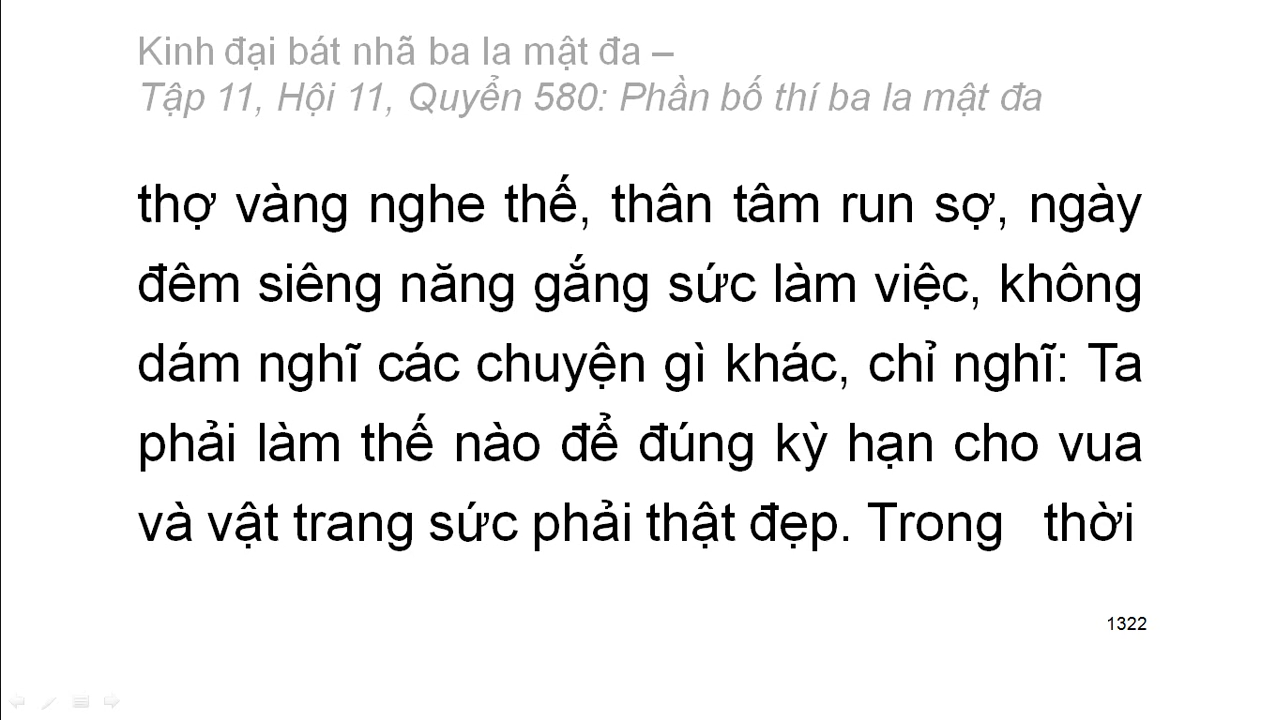 Kinh đại bát nhã ba la mật đa –
Tập 11, Hội 11, Quyển 580: Phần bố thí ba la mật đa
thợ vàng nghe thế, thân tâm run sợ, ngày
đêm siêng năng gắng sức làm việc, không
dám nghĩ các chuyện gì khác, chỉ nghĩ: Ta
phải làm thế nào để đúng kỳ hạn cho vua
và vật trang sức phải thật đẹp. Trong thời
1322